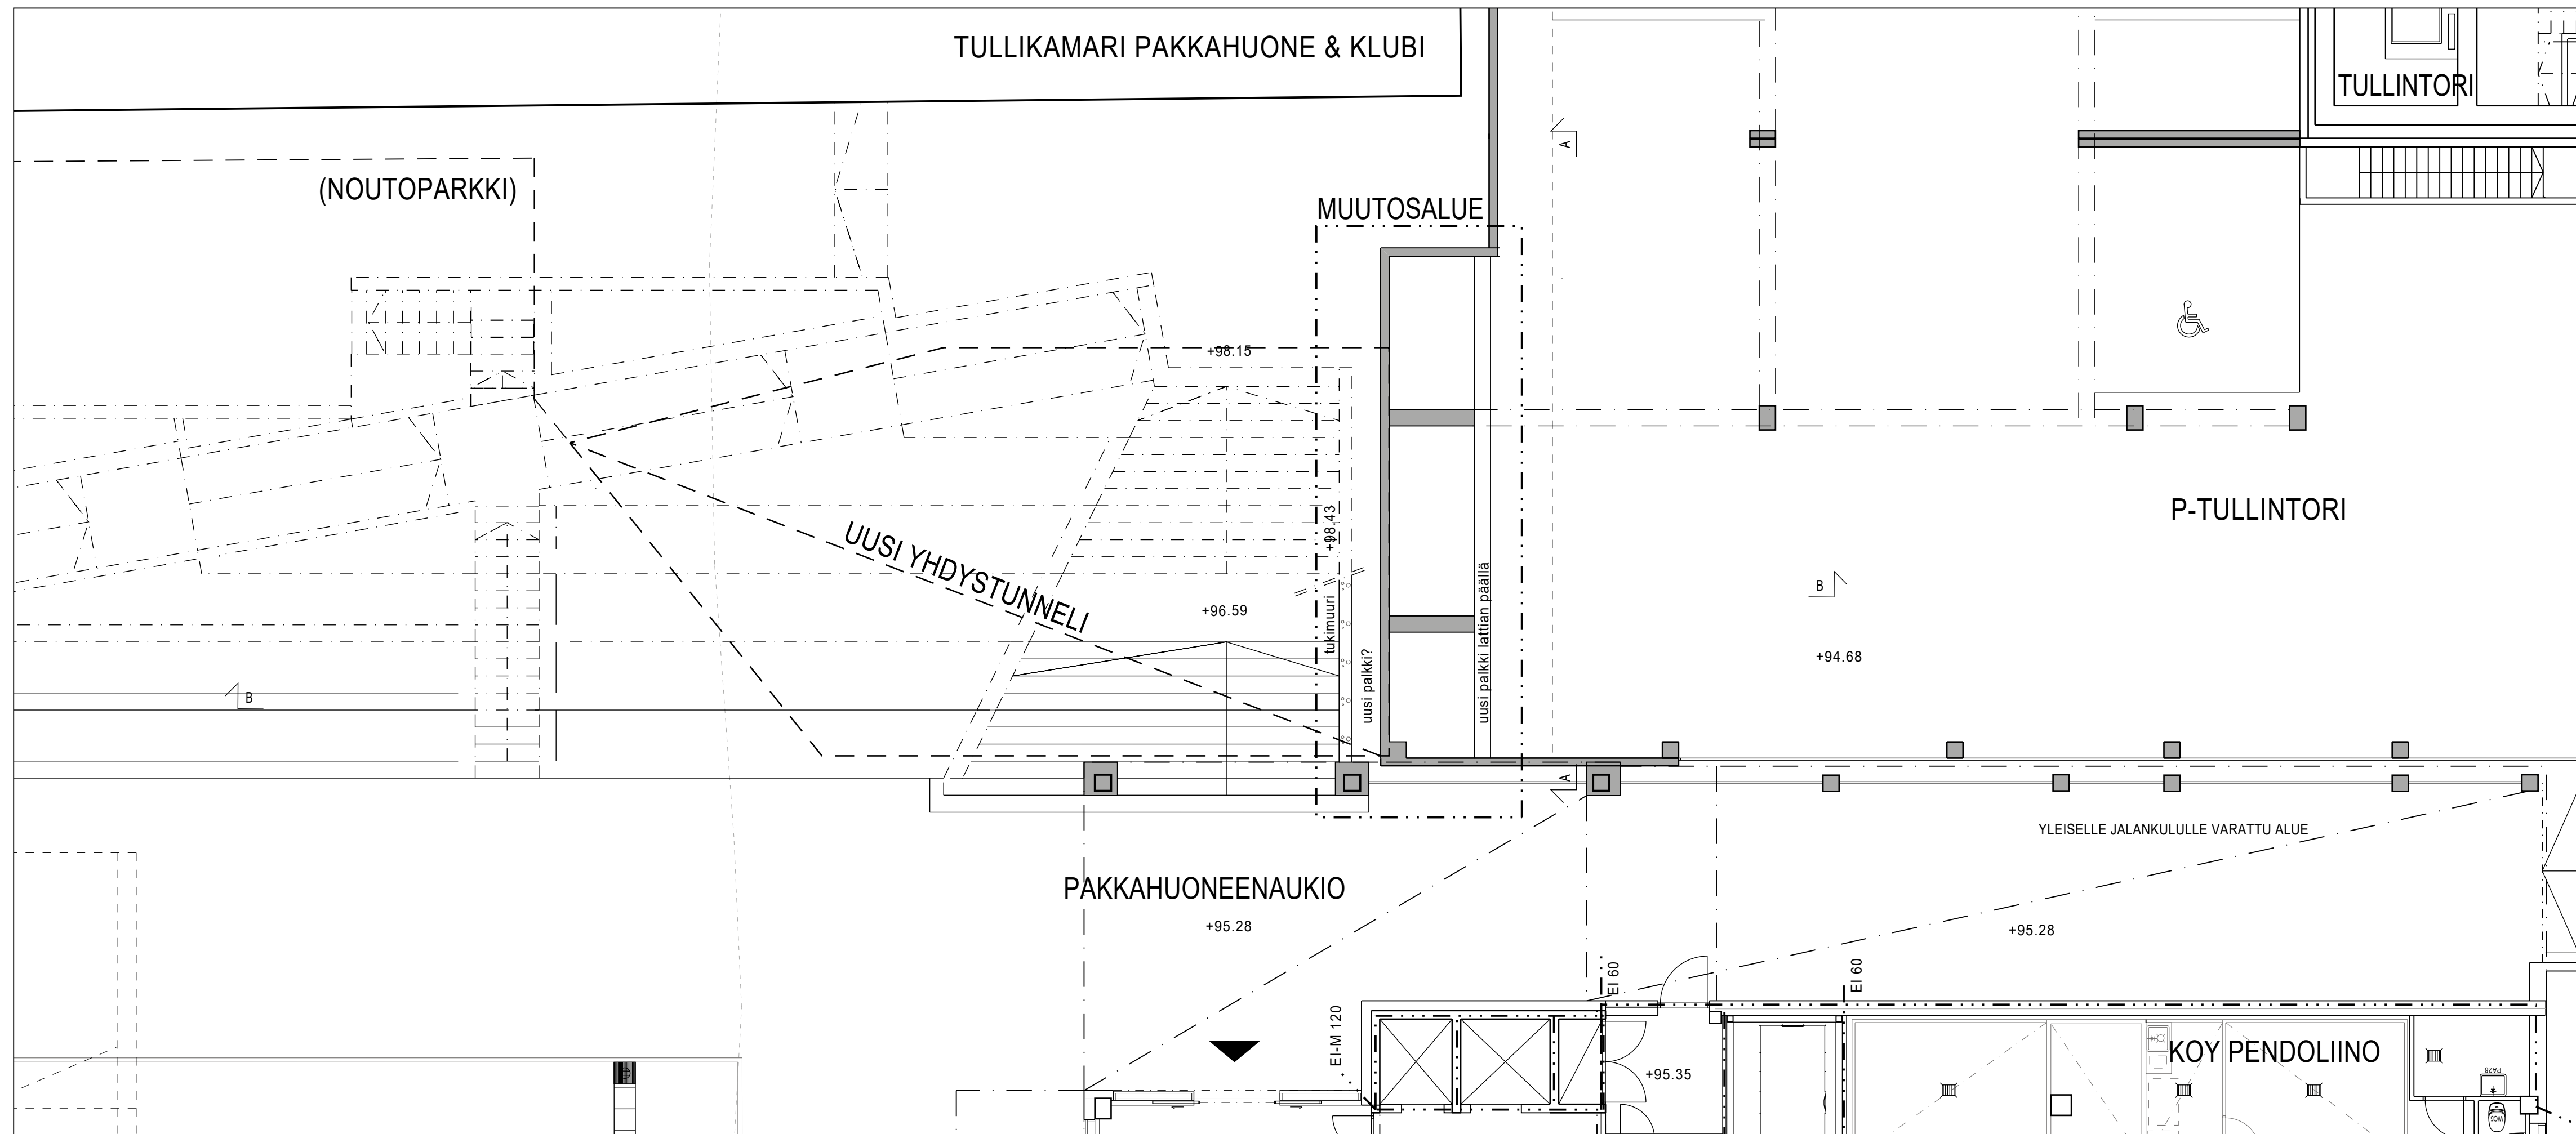 TULLIKAMARI PAKKAHUONE & KLUBI
TULLINTORI
A
(NOUTOPARKKI)
MUUTOSALUE
+98.15
P-TULLINTORI
+98.43
UUSI YHDYSTUNNELI
+96.59
tukimuuri
uusi palkki?
uusi palkki lattian päällä
B
+94.68
B
A
YLEISELLE JALANKULULLE VARATTU ALUE
PAKKAHUONEENAUKIO
+95.28
+95.28
EI 60
EI 60
EI-M 120
KOY PENDOLIINO
+95.35
PA28
WC5